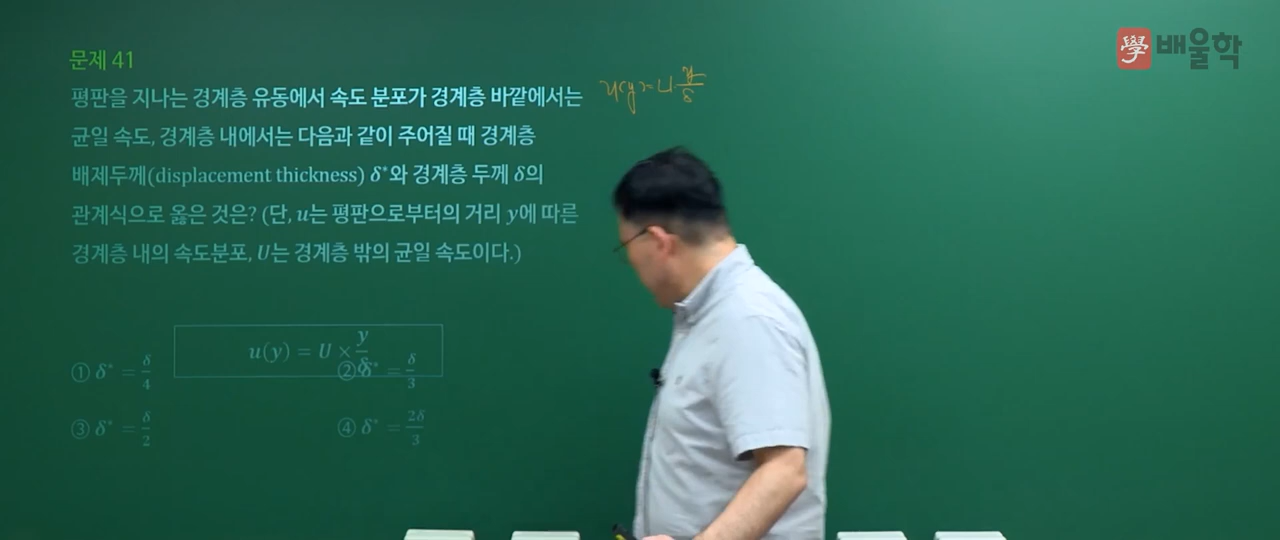 문제 41
평판을 지나는 경계층 유동에서 속도 분포가 경계층 바깥에서는
균일 속도, 경계층 내에서는 다음과 같이 주어질 때 경계층
배제두께(displacement thickness) δ*와 경계층 두께 δ의
관계식으로 옳은 것은? (단, u는 평판으로부터의 거리 y에 따른
경계층 내의 속도분포, U는 경계층 밖의 균일 속도이다.)
u(y) = U × y/δ
① δ* = δ/4
② δ* = δ/3
③ δ* = δ/2
④ δ* = 2δ/3
u(y) = U · y/δ
學 배울학